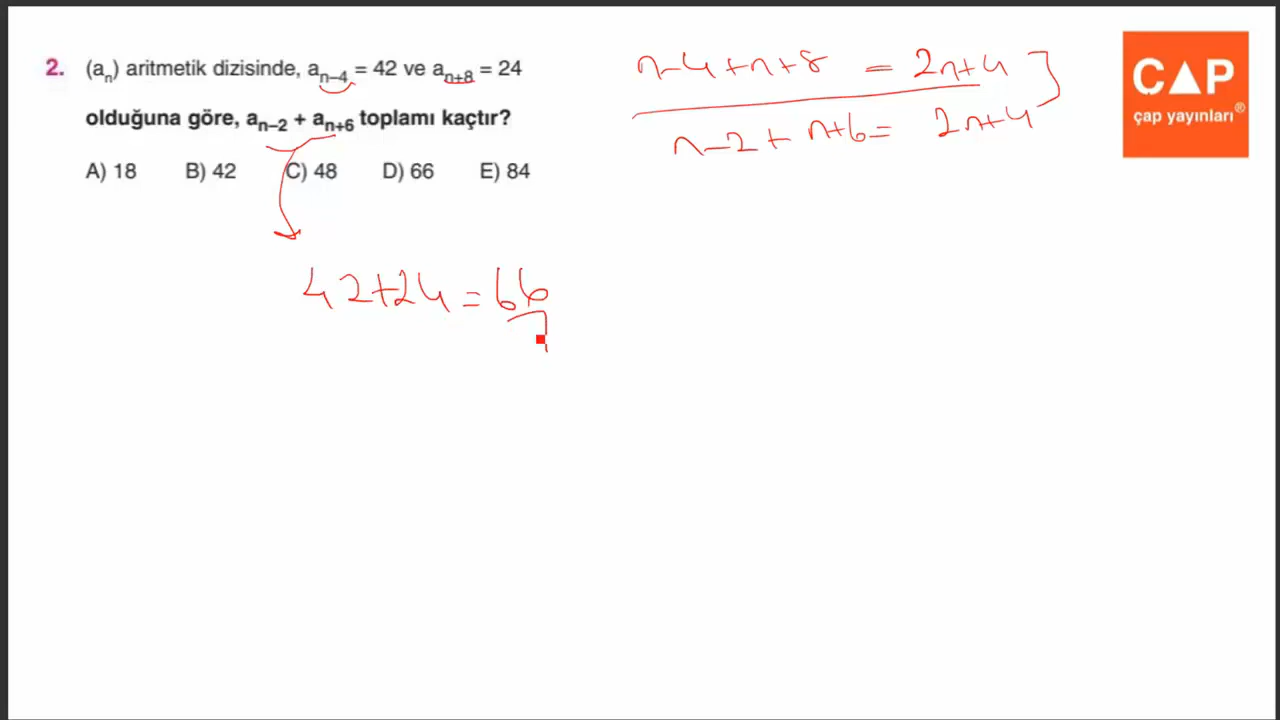 2. (aₙ) aritmetik dizisinde, aₙ₋₄ = 42 ve aₙ₊₈ = 24
olduğuna göre, aₙ₋₂ + aₙ₊₆ toplamı kaçtır?
A) 18 B) 42 C) 48 D) 66 E) 84
n-4+n+8 = 2n+4
n-2+n+6= 2n+4
42+24=66
ÇAP
çap yayınları®